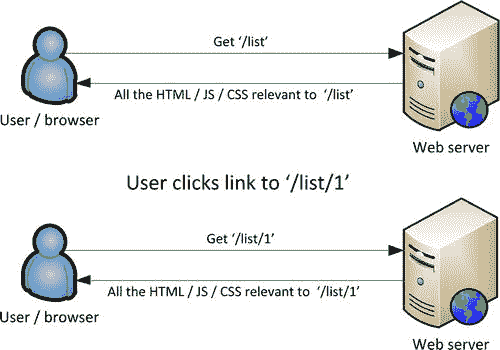 Get ‘/list’
All the HTML / JS / CSS relevant to ‘/list’
User / browser
Web server
User clicks link to ‘/list/1’
Get ‘/list/1’
All the HTML / JS / CSS relevant to ‘/list/1’
User / browser
Web server